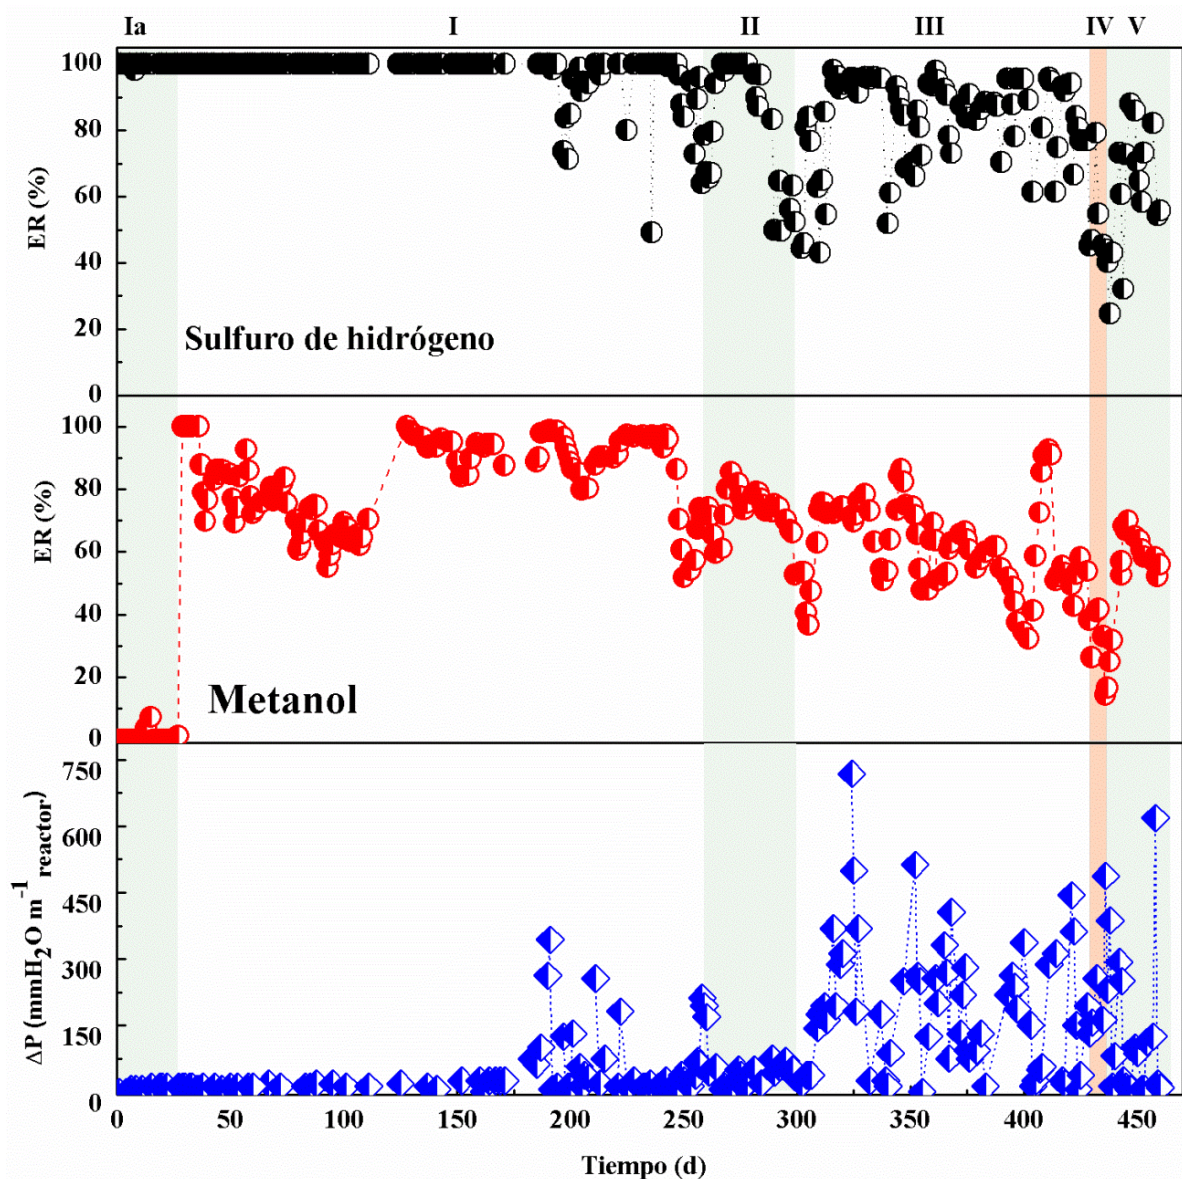 Ia I II III IV V
100
80
60
40
20
0
ER (%)
Sulfuro de hidrógeno
100
80
60
40
20
0
ER (%)
Metanol
750
600
450
300
150
0
ΔP (mmH2O m-1 reactor)
0 50 100 150 200 250 300 350 400 450
Tiempo (d)